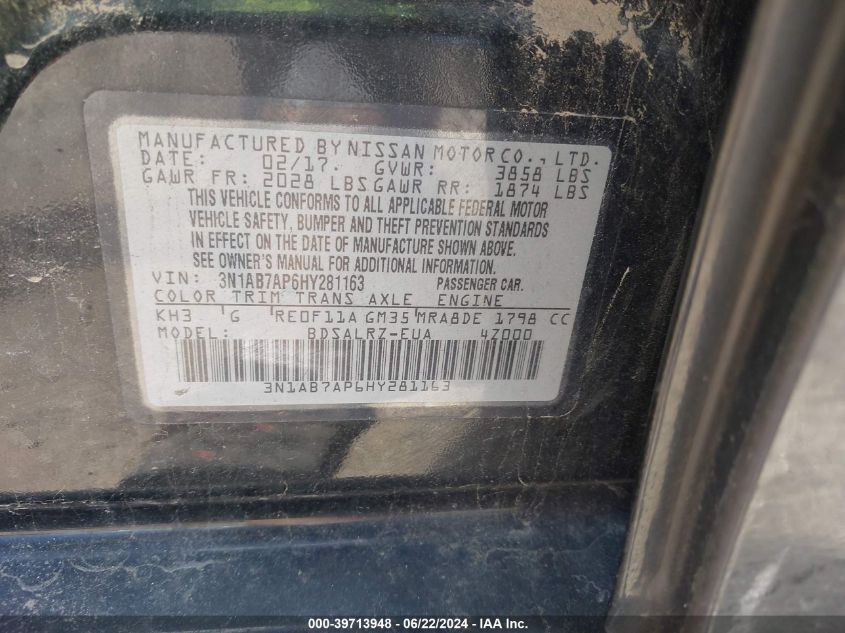 MANUFACTURED BY NISSAN MOTOR CO., LTD.
DATE: 02/17. GVWR: 3858 LBS
GAWR FR: 2028 LBS GAWR RR: 1874 LBS
THIS VEHICLE CONFORMS TO ALL APPLICABLE FEDERAL MOTOR
VEHICLE SAFETY, BUMPER AND THEFT PREVENTION STANDARDS
IN EFFECT ON THE DATE OF MANUFACTURE SHOWN ABOVE.
SEE OWNER'S MANUAL FOR ADDITIONAL INFORMATION.
VIN: 3N1AB7AP6HY281163 PASSENGER CAR.
COLOR TRIM TRANS AXLE ENGINE
KH3 G RE0F11A GM35 MRA8DE 1798 CC
MODEL: BDSALRZ-EUA 4Z000
3N1AB7AP6HY281163
000-39713948 - 06/22/2024 - IAA Inc.